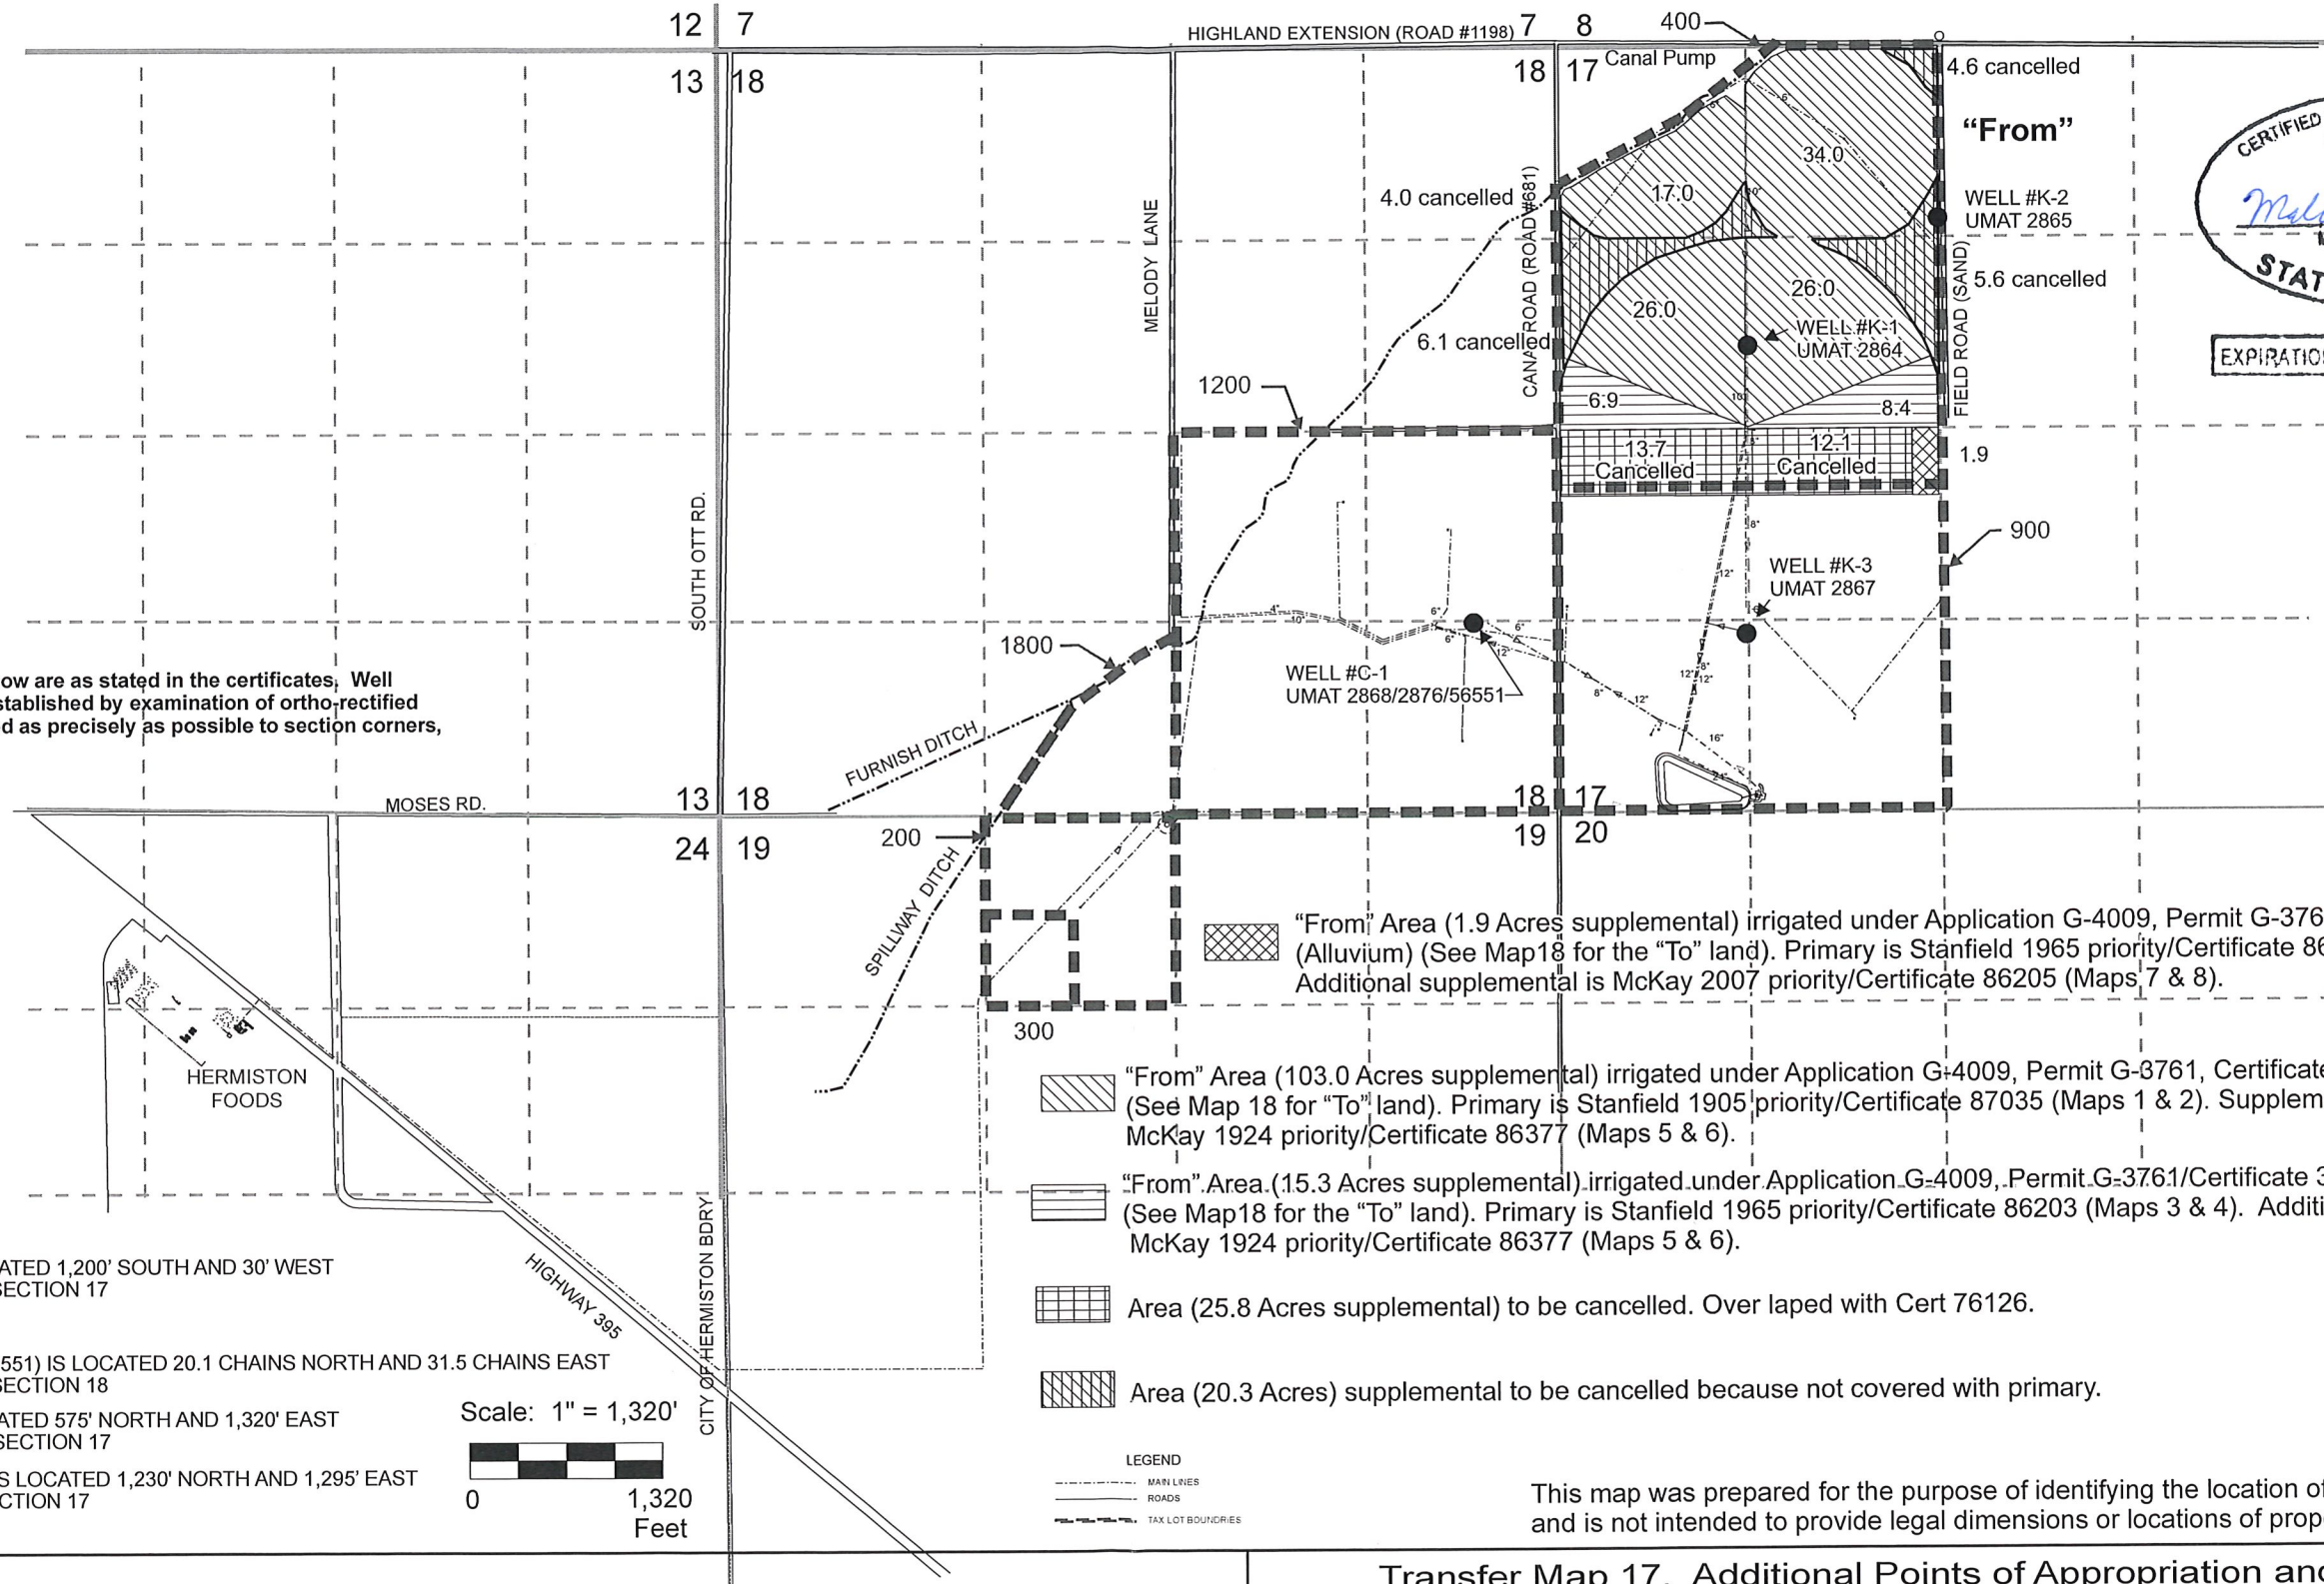 12 7
HIGHLAND EXTENSION (ROAD #1198) 7 8
400
13 18
18 17 Canal Pump
4.6 cancelled
"From"
CERTIFIED
34.0
17.0
4.0 cancelled
CANAL ROAD (ROAD #681)
MELODY LANE
WELL #K-2
UMAT 2865
STAT
FIELD ROAD (SAND)
5.6 cancelled
26.0
26.0
WELL #K-1
UMAT 2864
6.1 cancelled
EXPIRATIO
1200
6.9
8.4
10"
13.7
Cancelled
12.1
Cancelled
1.9
SOUTH OTT RD.
900
8"
12"
WELL #K-3
UMAT 2867
4"
10"
6"
6"
6"
12"
1800
WELL #C-1
UMAT 2868/2876/56551
8"
12"
12"
8"
12"
16"
24"
ow are as stated in the certificates. Well
stablished by examination of ortho-rectified
d as precisely as possible to section corners,
FURNISH DITCH
MOSES RD.
13 18
18 17
200
24 19
19 20
SPILLWAY DITCH
300
"From" Area (1.9 Acres supplemental) irrigated under Application G-4009, Permit G-376
(Alluvium) (See Map18 for the "To" land). Primary is Stanfield 1965 priority/Certificate 86
Additional supplemental is McKay 2007 priority/Certificate 86205 (Maps 7 & 8).
HERMISTON
FOODS
"From" Area (103.0 Acres supplemental) irrigated under Application G-4009, Permit G-3761, Certificate
(See Map 18 for "To" land). Primary is Stanfield 1905 priority/Certificate 87035 (Maps 1 & 2). Supplem
McKay 1924 priority/Certificate 86377 (Maps 5 & 6).
"From" Area (15.3 Acres supplemental) irrigated under Application G-4009, Permit G-3761/Certificate 3
(See Map18 for the "To" land). Primary is Stanfield 1965 priority/Certificate 86203 (Maps 3 & 4). Additi
McKay 1924 priority/Certificate 86377 (Maps 5 & 6).
Area (25.8 Acres supplemental) to be cancelled. Over laped with Cert 76126.
Area (20.3 Acres) supplemental to be cancelled because not covered with primary.
HIGHWAY 395
CITY OF HERMISTON BDRY
ATED 1,200' SOUTH AND 30' WEST
SECTION 17
551) IS LOCATED 20.1 CHAINS NORTH AND 31.5 CHAINS EAST
SECTION 18
ATED 575' NORTH AND 1,320' EAST
SECTION 17
S LOCATED 1,230' NORTH AND 1,295' EAST
CTION 17
Scale: 1" = 1,320'
0 1,320
Feet
LEGEND
MAIN LINES
ROADS
TAX LOT BOUNDRIES
This map was prepared for the purpose of identifying the location of
and is not intended to provide legal dimensions or locations of prop
Transfer Map 17. Additional Points of Appropriation and